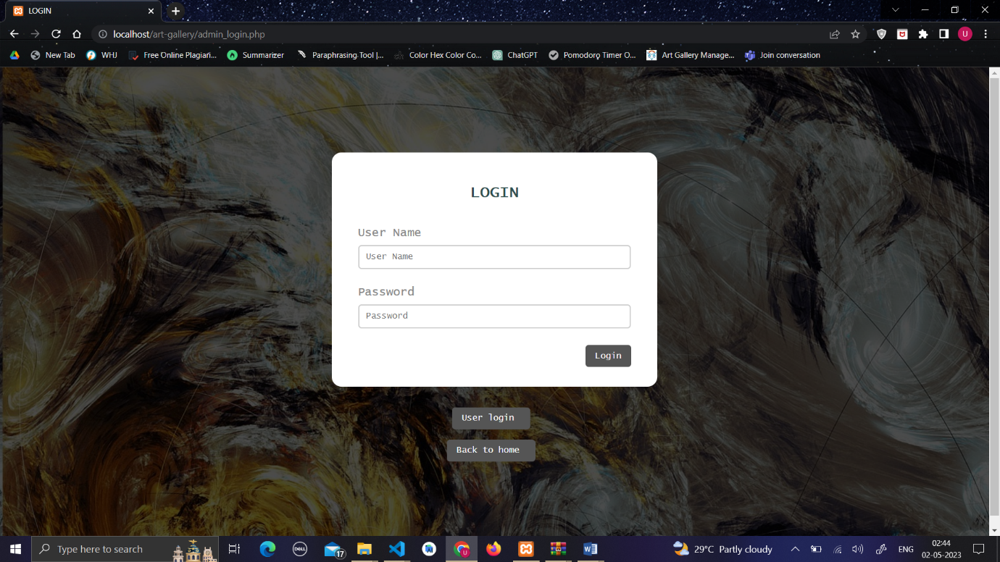 LOGIN
localhost/art-gallery/admin_login.php
U
New Tab
WHJ
Free Online Plagiari...
Summarizer
Paraphrasing Tool |...
Color Hex Color Co...
ChatGPT
Pomodoro Timer O...
Art Gallery Manage...
Join conversation
LOGIN
User Name
User Name
Password
Password
Login
User login
Back to home
Type here to search
DELL
17
U
W
29°C Partly cloudy
ENG
02:44
02-05-2023